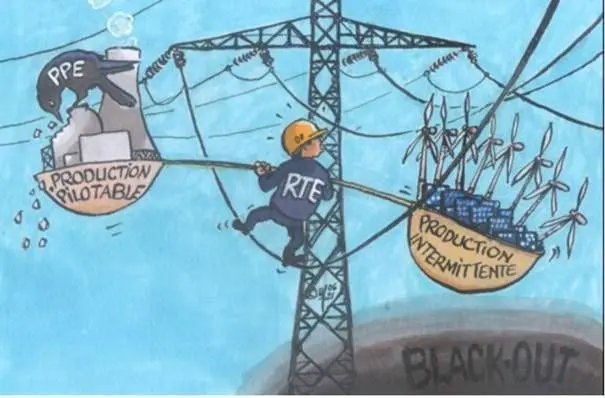 PPE
PRODUCTION
PILOTABLE
RTE
PRODUCTION
INTERMITTENTE
BLACK-OUT